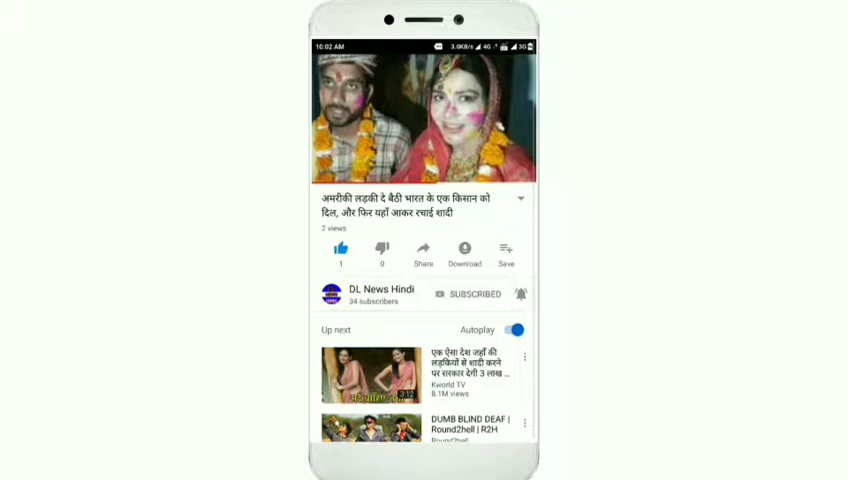 10:02 AM 3.0KB/s 4G 3G
अमरीकी लड़की दे बैठी भारत के एक किसान को
दिल, और फिर यहाँ आकर रचाई शादी
2 views
1 0 Share Download Save
DL News Hindi
34 subscribers
SUBSCRIBED
Up next Autoplay
एक ऐसा देश जहाँ की
लड़कियों से शादी करने
पर सरकार देगी 3 लाख ...
Kworld TV
8.1M views
3:12
DUMB BLIND DEAF |
Round2hell | R2H
Round2hell